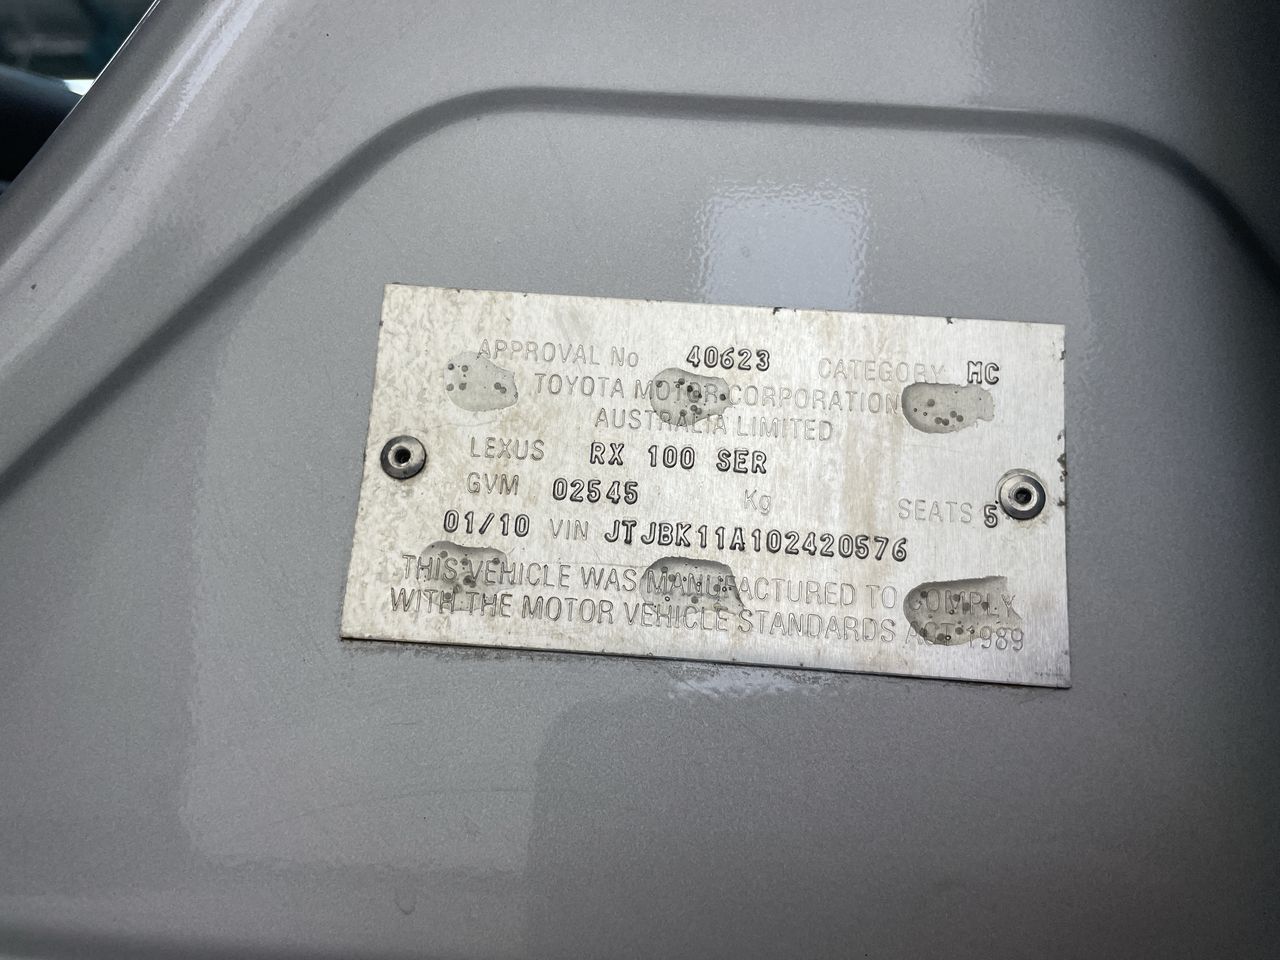 APPROVAL No 40623 CATEGORY MC
TOYOTA MOTOR CORPORATION
AUSTRALIA LIMITED
LEXUS RX 100 SER
GVM 02545 Kg SEATS 5
01/10 VIN JTJBK11A102420576
THIS VEHICLE WAS MANUFACTURED TO COMPLY
WITH THE MOTOR VEHICLE STANDARDS ACT 1989